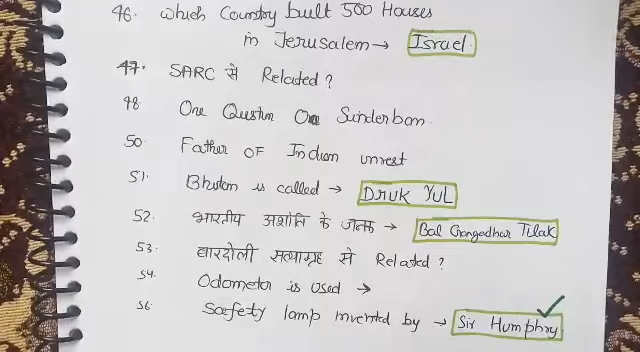 46. Which Country built 500 Houses
in Jerusalem → Israel
47. SARC से Related?
48. One Question On Sunderban.
50. Father OF Indian unrest
51. Bhutan is called → DRUK YUL
52. भारतीय अशांति के जनक → Bal Gangadhar Tilak
53. बारदोली सत्याग्रह से Related?
54. Odometer is used →
56. Safety lamp invented by → Sir Humphry